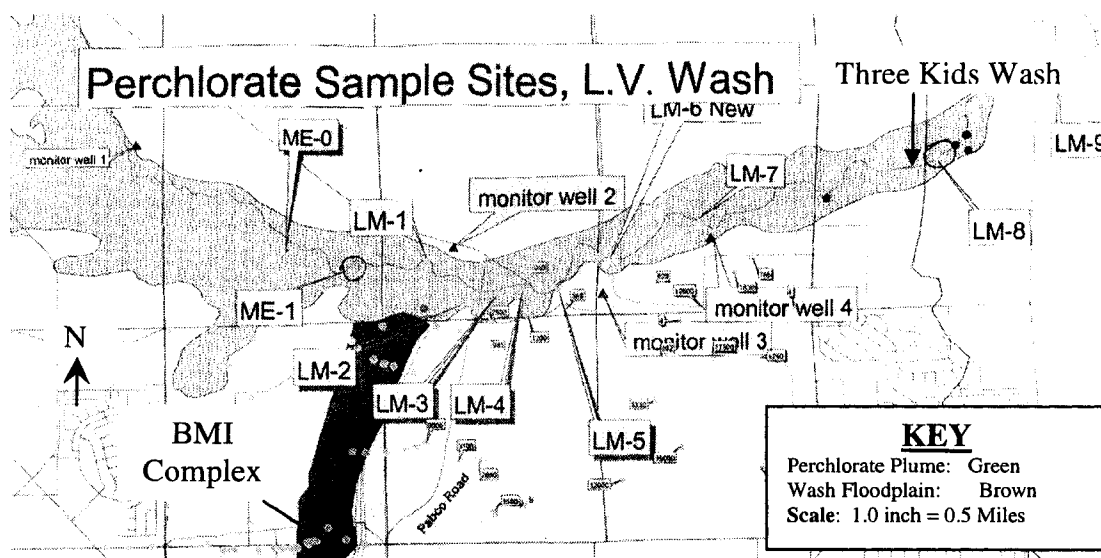 Perchlorate Sample Sites, L.V. Wash
Three Kids Wash
LM-6 New
LM-9
ME-0
monitor well 1
LM-7
monitor well 2
LM-1
LM-8
ME-1
monitor well 4
monitor well 3
N
LM-2
LM-3
LM-4
LM-5
BMI
Complex
Pabco Road
KEY
Perchlorate Plume: Green
Wash Floodplain: Brown
Scale: 1.0 inch = 0.5 Miles